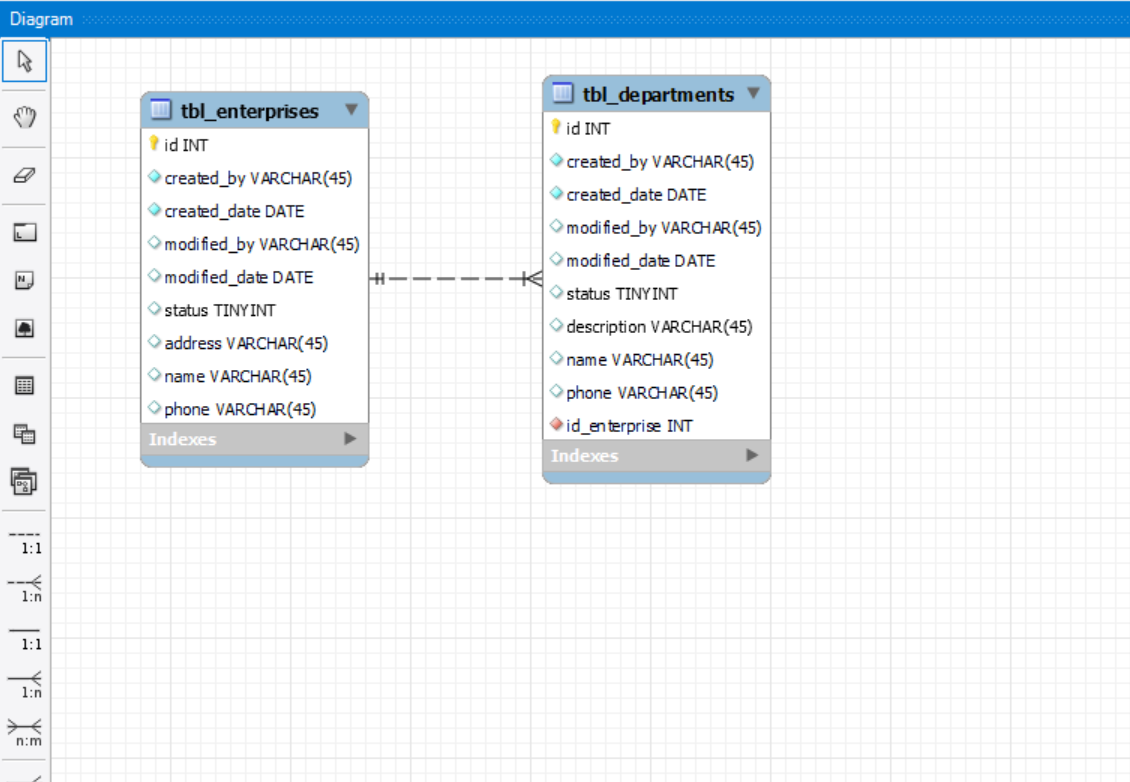 Diagram
tbl_enterprises
id INT
created_by VARCHAR(45)
created_date DATE
modified_by VARCHAR(45)
modified_date DATE
status TINYINT
address VARCHAR(45)
name VARCHAR(45)
phone VARCHAR(45)
Indexes
tbl_departments
id INT
created_by VARCHAR(45)
created_date DATE
modified_by VARCHAR(45)
modified_date DATE
status TINYINT
description VARCHAR(45)
name VARCHAR(45)
phone VARCHAR(45)
id_enterprise INT
Indexes
1:1
1:n
1:1
1:n
n:m